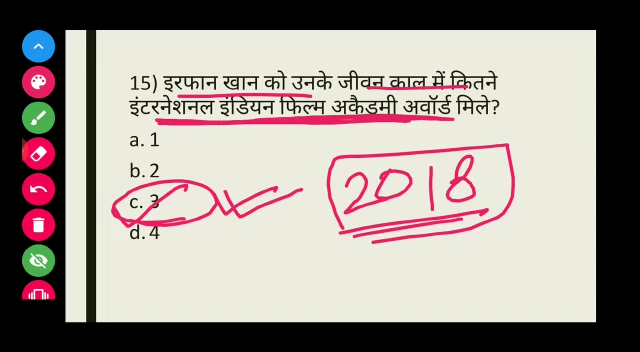 15) इरफान खान को उनके जीवन काल में कितने
इंटरनेशनल इंडियन फिल्म अकैडमी अवॉर्ड मिले?
a. 1
b. 2
c. 3
2018
d. 4